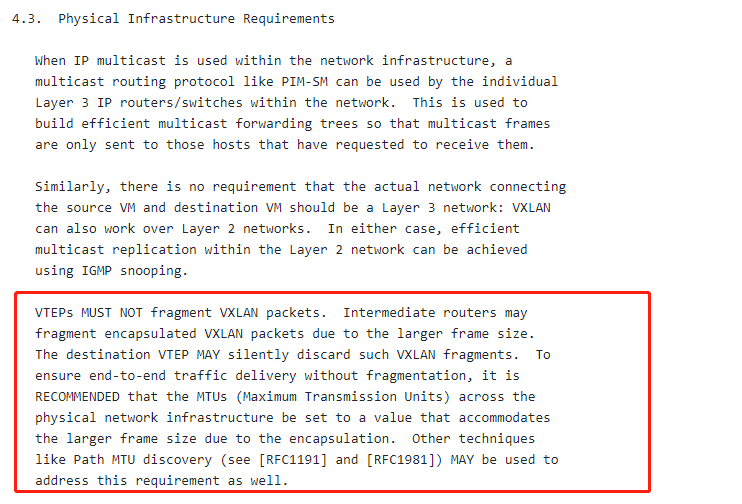 4.3.  Physical Infrastructure Requirements
When IP multicast is used within the network infrastructure, a
multicast routing protocol like PIM-SM can be used by the individual
Layer 3 IP routers/switches within the network.  This is used to
build efficient multicast forwarding trees so that multicast frames
are only sent to those hosts that have requested to receive them.
Similarly, there is no requirement that the actual network connecting
the source VM and destination VM should be a Layer 3 network: VXLAN
can also work over Layer 2 networks.  In either case, efficient
multicast replication within the Layer 2 network can be achieved
using IGMP snooping.
VTEPs MUST NOT fragment VXLAN packets.  Intermediate routers may
fragment encapsulated VXLAN packets due to the larger frame size.
The destination VTEP MAY silently discard such VXLAN fragments.  To
ensure end-to-end traffic delivery without fragmentation, it is
RECOMMENDED that the MTUs (Maximum Transmission Units) across the
physical network infrastructure be set to a value that accommodates
the larger frame size due to the encapsulation.  Other techniques
like Path MTU discovery (see [RFC1191] and [RFC1981]) MAY be used to
address this requirement as well.